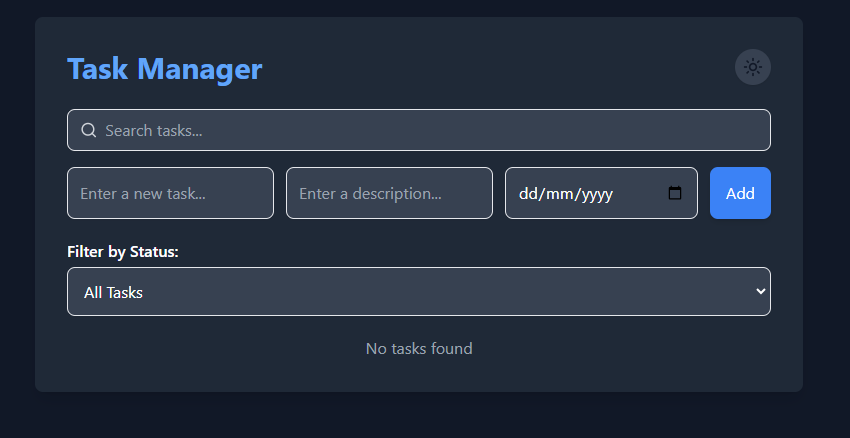 Task Manager
Search tasks...
Enter a new task... Enter a description... dd/mm/yyyy Add
Filter by Status:
All Tasks
No tasks found